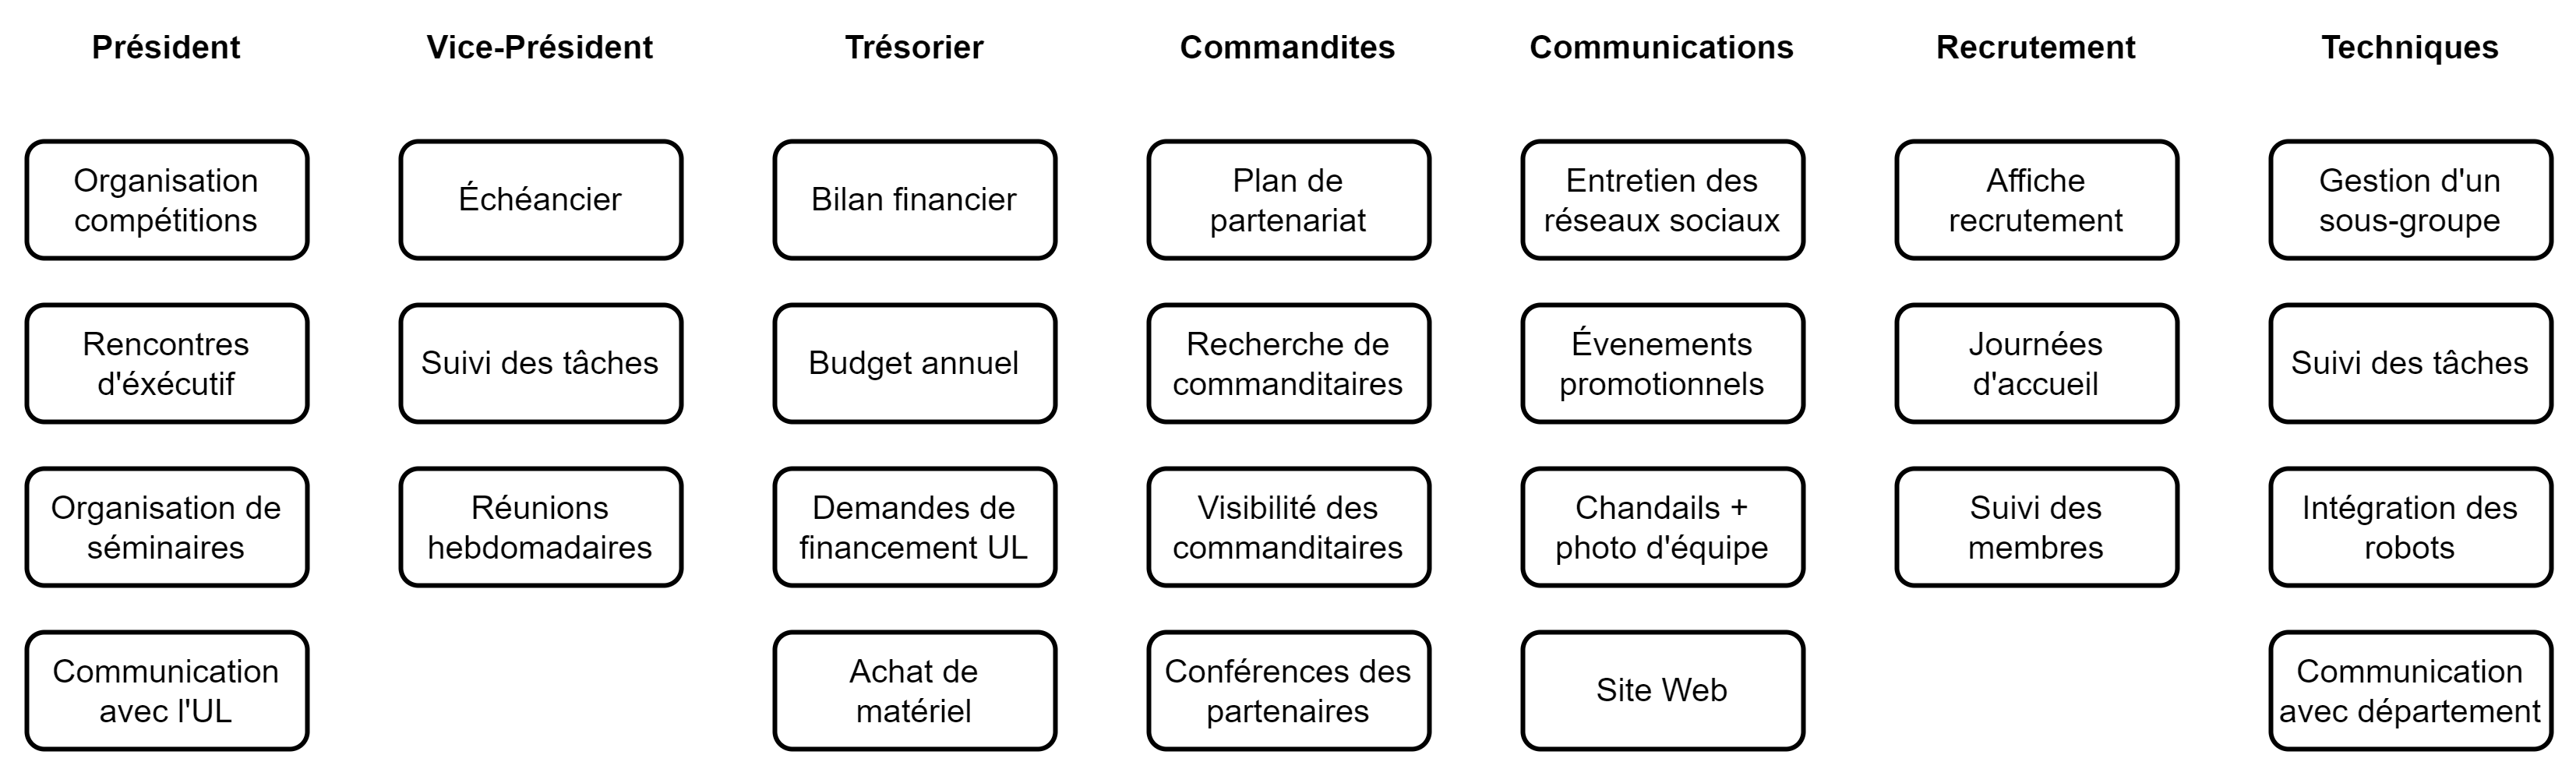 Président
Organisation
compétitions
Rencontres
d'éxécutif
Organisation de
séminaires
Communication
avec l'UL
Vice-Président
Échéancier
Suivi des tâches
Réunions
hebdomadaires
Trésorier
Bilan financier
Budget annuel
Demandes de
financement UL
Achat de
matériel
Commandites
Plan de
partenariat
Recherche de
commanditaires
Visibilité des
commanditaires
Conférences des
partenaires
Communications
Entretien des
réseaux sociaux
Évenements
promotionnels
Chandails +
photo d'équipe
Site Web
Recrutement
Affiche
recrutement
Journées
d'accueil
Suivi des
membres
Techniques
Gestion d'un
sous-groupe
Suivi des tâches
Intégration des
robots
Communication
avec département